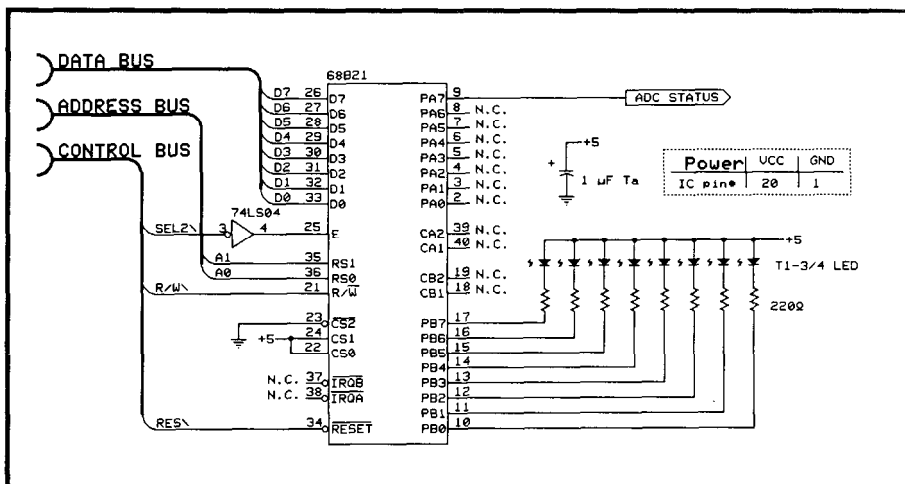 DATA BUS
ADDRESS BUS
CONTROL BUS
68B21
D7 26 D7
D6 27 D6
D5 28 D5
D4 29 D4
D3 30 D3
D2 31 D2
D1 32 D1
D0 33 D0
74LS04
SEL2\ 3 4 25 E
A1 35 RS1
A0 36 RS0
R/W\ 21 R/W
23 CS2
+5 24 CS1
22 CS0
N.C. 37 IRQB
N.C. 38 IRQA
RES\ 34 RESET
PA7 9 ADC STATUS
PA6 8 N.C.
PA5 7 N.C.
PA4 6 N.C.
PA3 5 N.C.
PA2 4 N.C.
PA1 3 N.C.
PA0 2 N.C.
CA2 39 N.C.
CA1 40 N.C.
CB2 19 N.C.
CB1 18 N.C.
PB7 17
PB6 16
PB5 15
PB4 14
PB3 13
PB2 12
PB1 11
PB0 10
+5
+
1 µF Ta
Power VCC GND
IC pin# 20 1
+5
T1-3/4 LED
220Ω